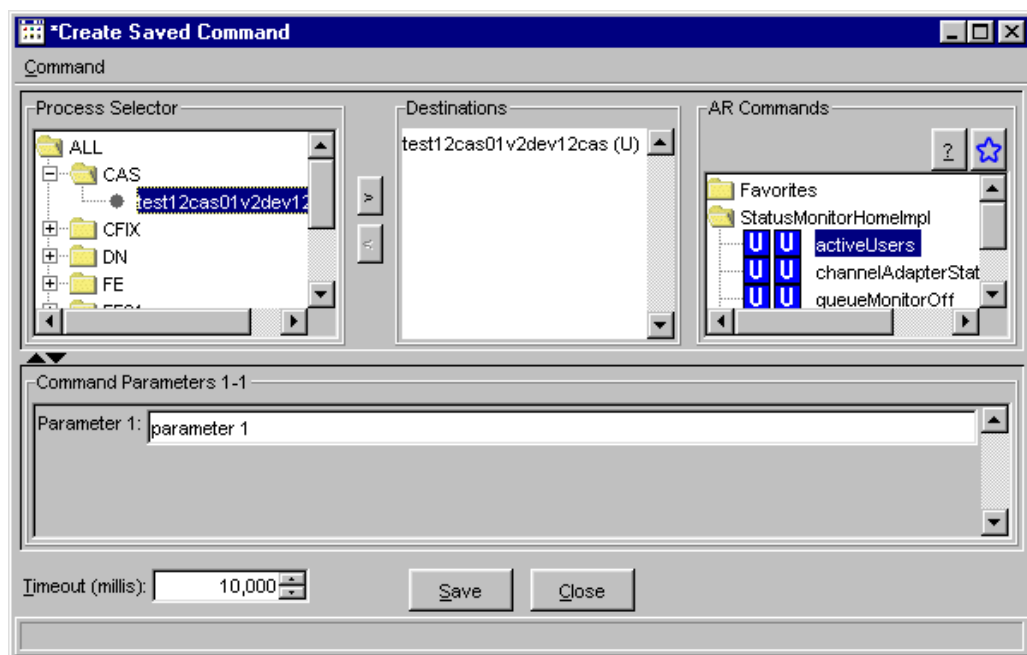 *Create Saved Command
Command
Process Selector
ALL
CAS
test12cas01v2dev12
CFIX
DN
FE
>
<
Destinations
test12cas01v2dev12cas (U)
AR Commands
?
Favorites
StatusMonitorHomeImpl
U U activeUsers
U U channelAdapterStat
U U queueMonitorOff
Command Parameters 1-1
Parameter 1: parameter 1
Timeout (millis): 10,000
Save Close